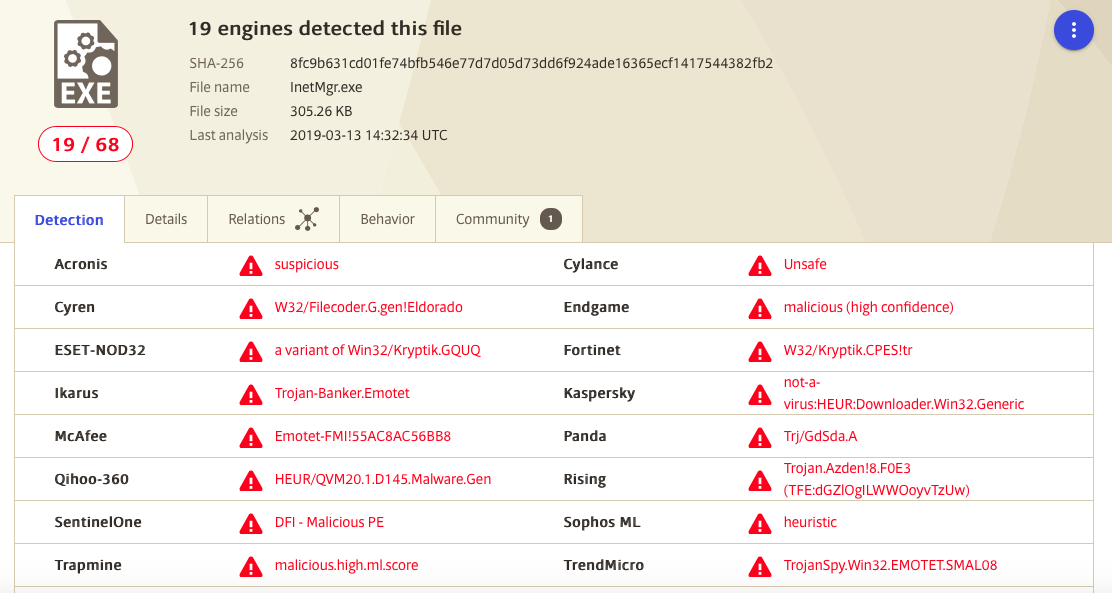 19 engines detected this file
SHA-256 8fc9b631cd01fe74bfb546e77d7d05d73dd6f924ade16365ecf1417544382fb2
File name InetMgr.exe
File size 305.26 KB
Last analysis 2019-03-13 14:32:34 UTC
EXE
19 / 68
Detection Details Relations Behavior Community 1
Acronis suspicious Cylance Unsafe
Cyren W32/Filecoder.G.gen!Eldorado Endgame malicious (high confidence)
ESET-NOD32 a variant of Win32/Kryptik.GQUQ Fortinet W32/Kryptik.CPES!tr
Ikarus Trojan-Banker.Emotet Kaspersky not-a-
virus:HEUR:Downloader.Win32.Generic
McAfee Emotet-FMI!55AC8AC56BB8 Panda Trj/GdSda.A
Qihoo-360 HEUR/QVM20.1.D145.Malware.Gen Rising Trojan.Azden!8.F0E3
(TFE:dGZlOgILWWOoyvTzUw)
SentinelOne DFI - Malicious PE Sophos ML heuristic
Trapmine malicious.high.ml.score TrendMicro TrojanSpy.Win32.EMOTET.SMAL08